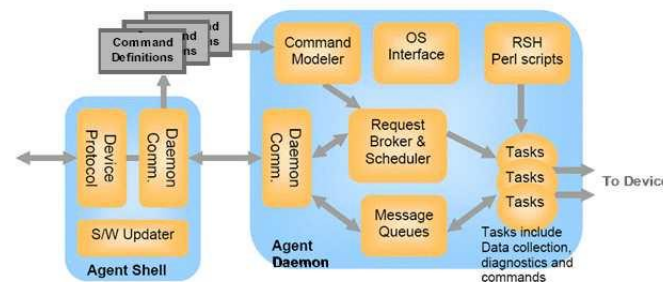 Command
Definitions
Command
Modeler
OS
Interface
RSH
Perl scripts
Device
Protocol
Daemon
Comm.
S/W Updater
Agent Shell
Daemon
Comm.
Request
Broker &
Scheduler
Message
Queues
Agent
Daemon
Tasks
Tasks
Tasks
To Device
Tasks include
Data collection,
diagnostics and
commands